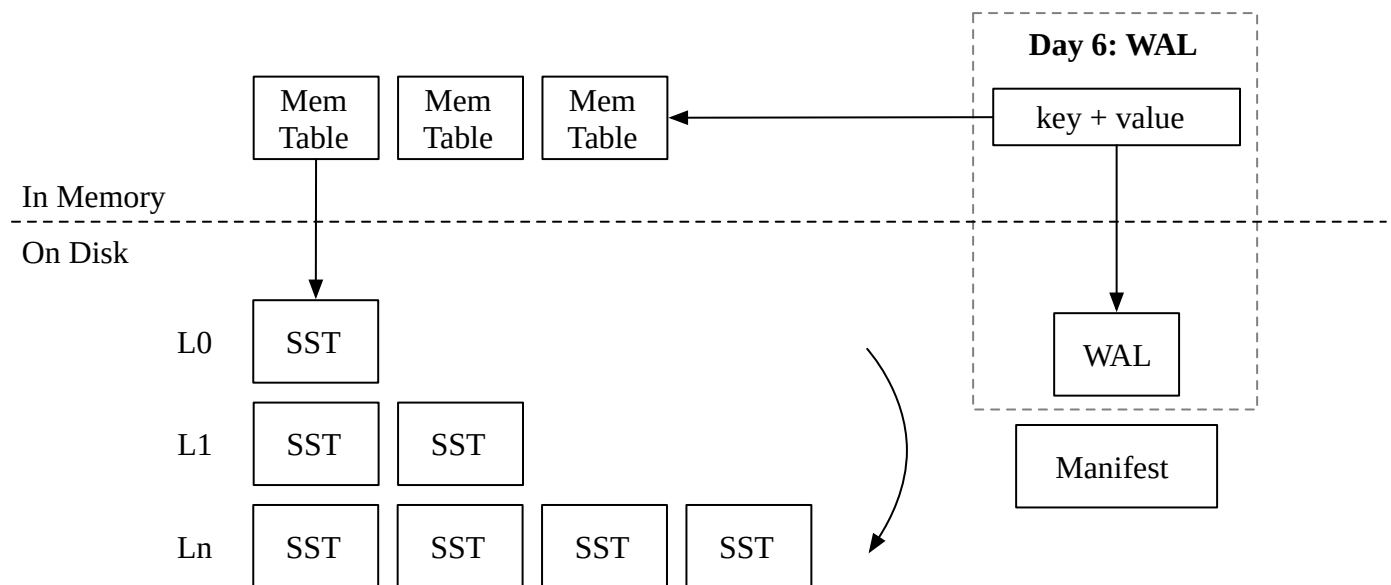 Day 6: WAL
Mem
Table
Mem
Table
Mem
Table
key + value
In Memory
On Disk
L0
SST
WAL
L1
SST
SST
Manifest
Ln
SST
SST
SST
SST